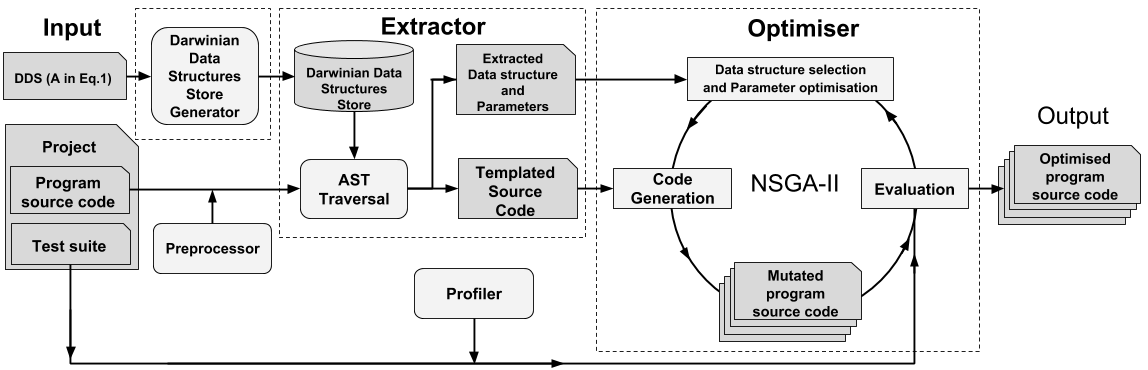 Input
DDS (A in Eq.1)
Darwinian
Data
Structures
Store
Generator
Project
Program
source code
Test suite
Preprocessor
Extractor
Darwinian Data
Structures
Store
AST
Traversal
Extracted
Data structure
and
Parameters
Templated
Source
Code
Profiler
Optimiser
Data structure selection
and Parameter optimisation
Code
Generation
NSGA-II
Evaluation
Mutated
program
source code
Output
Optimised
program
source code